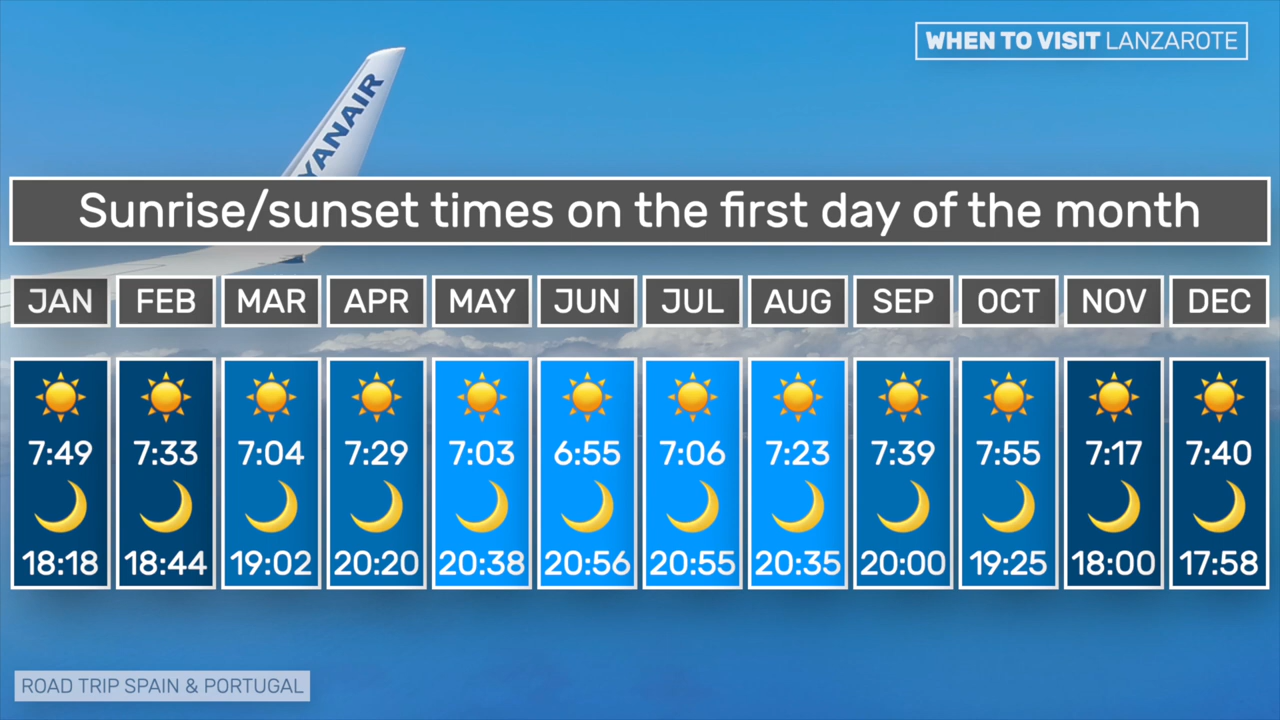 WHEN TO VISIT LANZAROTE
YANAIR
Sunrise/sunset times on the first day of the month
JAN FEB MAR APR MAY JUN JUL AUG SEP OCT NOV DEC
7:49 7:33 7:04 7:29 7:03 6:55 7:06 7:23 7:39 7:55 7:17 7:40
18:18 18:44 19:02 20:20 20:38 20:56 20:55 20:35 20:00 19:25 18:00 17:58
ROAD TRIP SPAIN & PORTUGAL